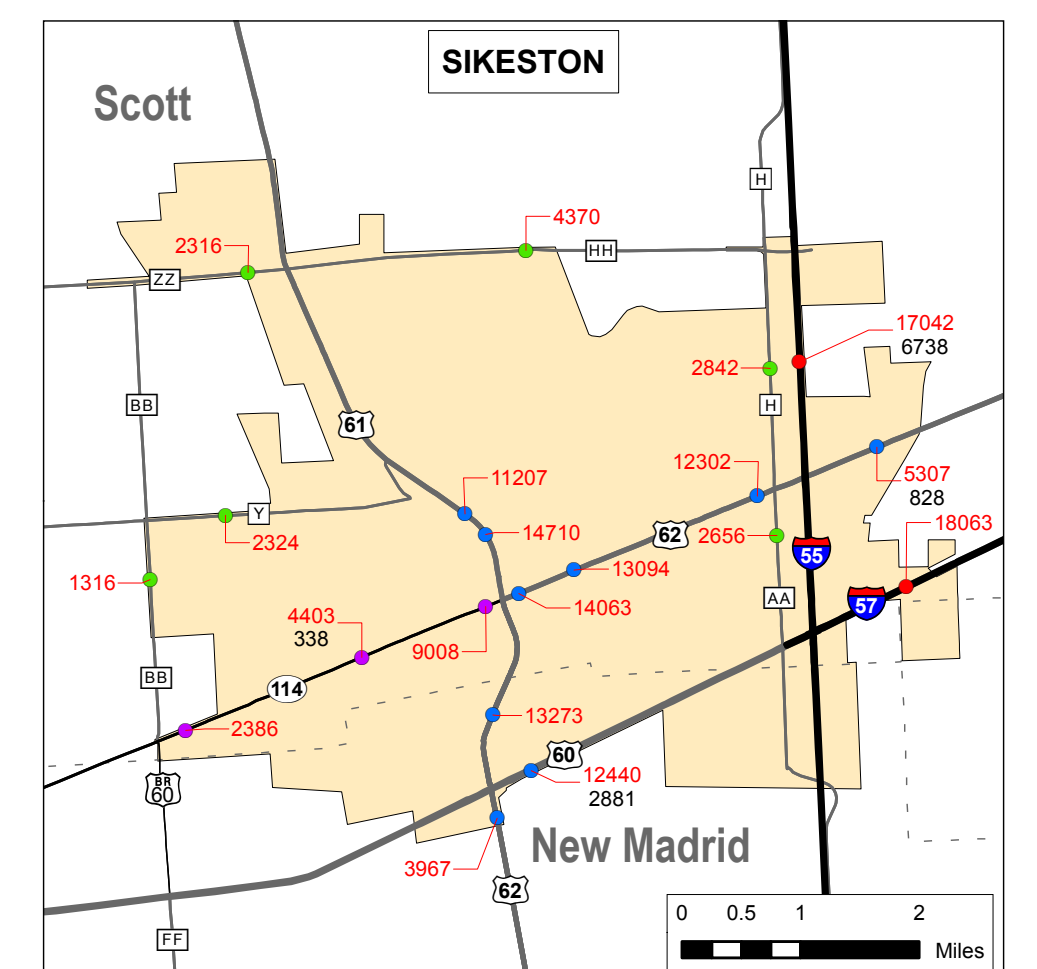 SIKESTON
Scott
H
4370
2316
HH
ZZ
17042
6738
2842
BB
H
61
12302
11207
5307
828
Y
14710
62
2656
18063
2324
55
13094
1316
AA
57
4403
338
14063
9008
BB
114
13273
2386
60
12440
2881
BR
60
New Madrid
3967
62
0 0.5 1 2
FF
Miles